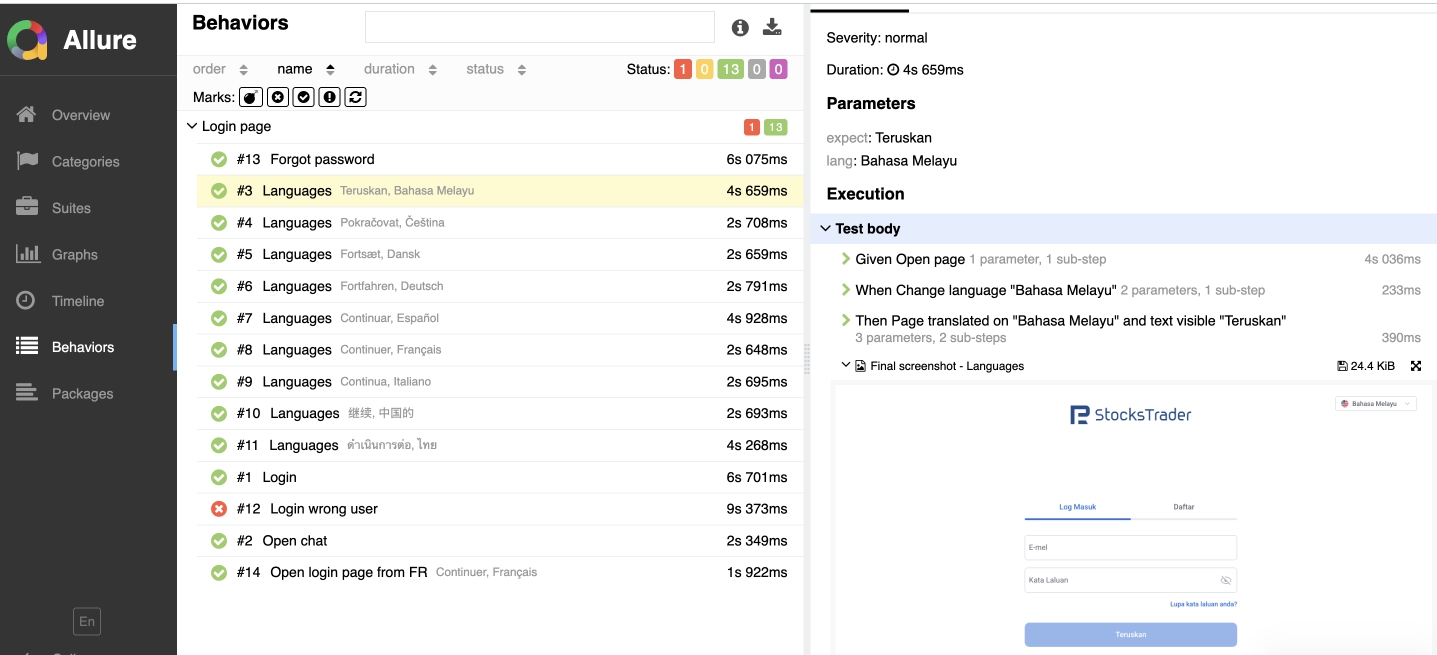 Allure
Overview
Categories
Suites
Graphs
Timeline
Behaviors
Packages
En
Behaviors
order name duration status Status: 1 0 13 0 0
Marks:
Login page 1 13
#13 Forgot password 6s 075ms
#3 Languages Teruskan, Bahasa Melayu 4s 659ms
#4 Languages Pokračovat, Čeština 2s 708ms
#5 Languages Fortsæt, Dansk 2s 659ms
#6 Languages Fortfahren, Deutsch 2s 791ms
#7 Languages Continuar, Español 4s 928ms
#8 Languages Continuer, Français 2s 648ms
#9 Languages Continua, Italiano 2s 695ms
#10 Languages 继续, 中国的 2s 693ms
#11 Languages ดำเนินการต่อ, ไทย 4s 268ms
#1 Login 6s 701ms
#12 Login wrong user 9s 373ms
#2 Open chat 2s 349ms
#14 Open login page from FR Continuer, Français 1s 922ms
Severity: normal
Duration: 4s 659ms
Parameters
expect: Teruskan
lang: Bahasa Melayu
Execution
Test body
Given Open page 1 parameter, 1 sub-step 4s 036ms
When Change language "Bahasa Melayu" 2 parameters, 1 sub-step 233ms
Then Page translated on "Bahasa Melayu" and text visible "Teruskan"
3 parameters, 2 sub-steps 390ms
Final screenshot - Languages 24.4 KiB
Bahasa Melayu
StocksTrader
Log Masuk Daftar
E-mel
Kata Laluan
Lupa kata laluan anda?
Teruskan